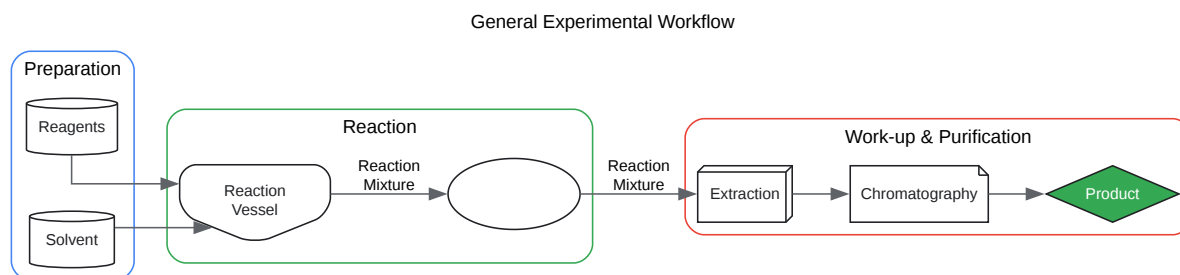 General Experimental Workflow
Preparation
Reagents
Solvent
Reaction
Reaction
Vessel
Reaction
Mixture
Reaction
Mixture
Work-up & Purification
Extraction
Chromatography
Product